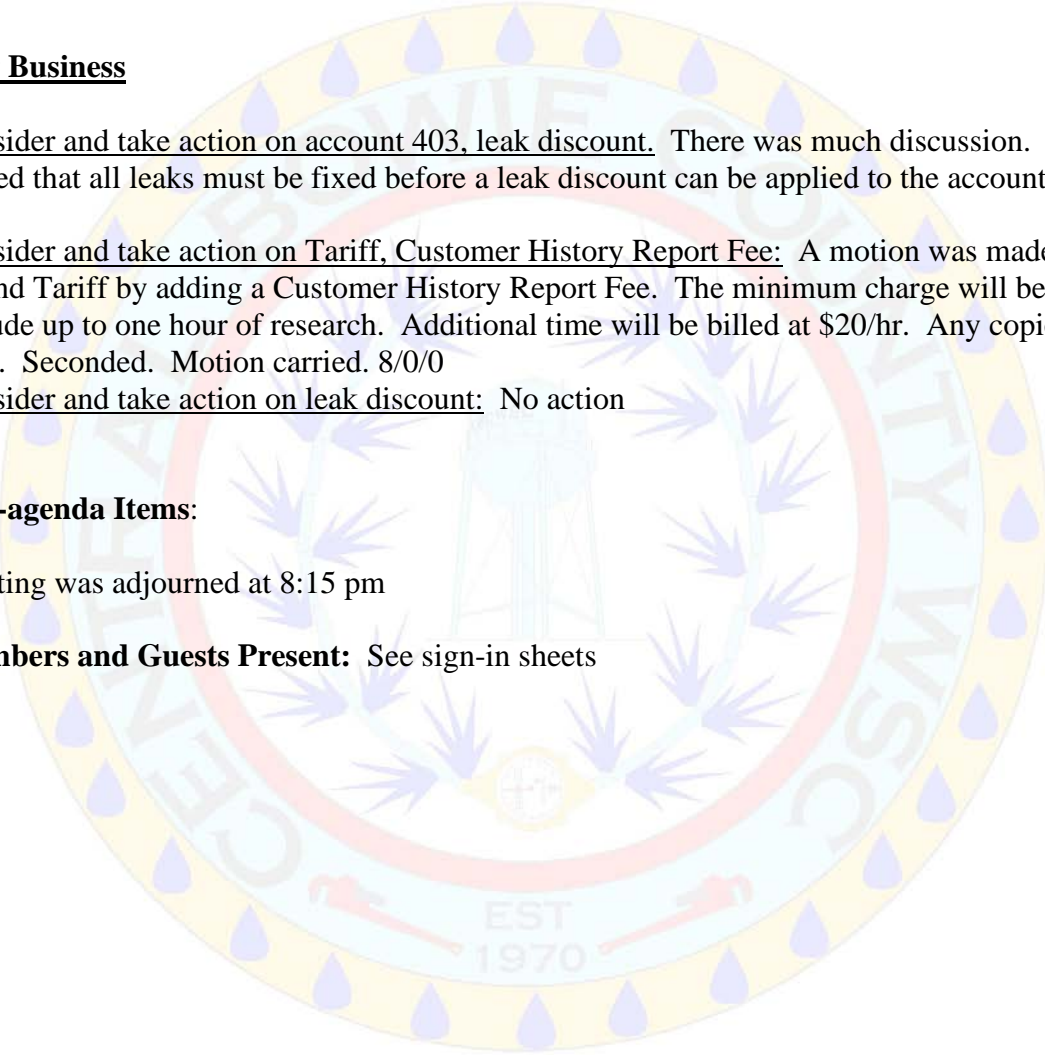 Business
sider and take action on account 403, leak discount. There was much discussion.
ed that all leaks must be fixed before a leak discount can be applied to the account
sider and take action on Tariff, Customer History Report Fee: A motion was made
nd Tariff by adding a Customer History Report Fee. The minimum charge will be
ude up to one hour of research. Additional time will be billed at $20/hr. Any copi
. Seconded. Motion carried. 8/0/0
sider and take action on leak discount: No action
-agenda Items:
ting was adjourned at 8:15 pm
mbers and Guests Present: See sign-in sheets
CENTRAL BOWIE COUNTY WSC
EST
1970